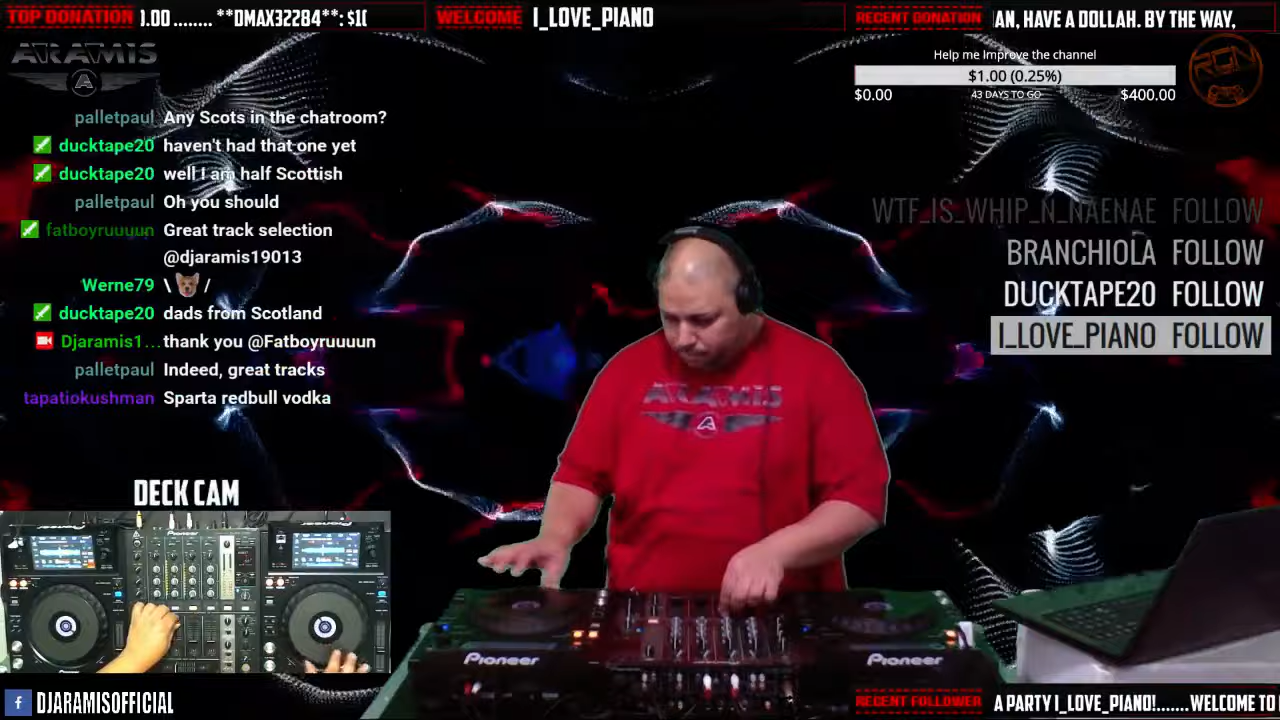 TOP DONATION
0.00 ........ **DMAX32284**: $1(
WELCOME I_LOVE_PIANO
RECENT DONATION
AN, HAVE A DOLLAH. BY THE WAY,
ARAMIS
A
Help me Improve the channel
$1.00 (0.25%)
$0.00 43 DAYS TO GO $400.00
RGN
palletpaul Any Scots in the chatroom?
ducktape20 haven't had that one yet
ducktape20 well I am half Scottish
palletpaul Oh you should
fatboyruuuun Great track selection
@djaramis19013
Werne79 \ /
ducktape20 dads from Scotland
Djaramis1... thank you @Fatboyruuuun
palletpaul Indeed, great tracks
tapatiokushman Sparta redbull vodka
WTF_IS_WHIP_N_NAENAE FOLLOW
BRANCHIOLA FOLLOW
DUCKTAPE20 FOLLOW
I_LOVE_PIANO FOLLOW
ARAMIS
A
DECK CAM
Pioneer
Pioneer
Pioneer
f DJARAMISOFFICIAL
RECENT FOLLOWER
A PARTY I_LOVE_PIANO!.......WELCOME TO